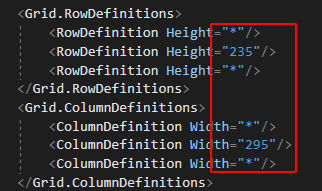 <Grid.RowDefinitions>
<RowDefinition Height="*"/>
<RowDefinition Height="235"/>
<RowDefinition Height="*"/>
</Grid.RowDefinitions>
<Grid.ColumnDefinitions>
<ColumnDefinition Width="*"/>
<ColumnDefinition Width="295"/>
<ColumnDefinition Width="*"/>
</Grid.ColumnDefinitions>